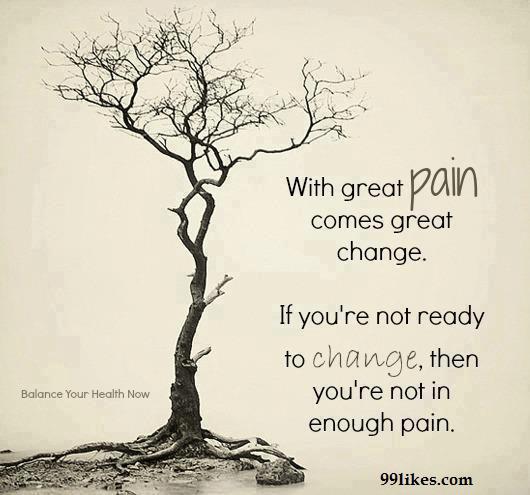 With great pain
comes great
change.
If you're not ready
to change, then
you're not in
enough pain.
Balance Your Health Now
99likes.com